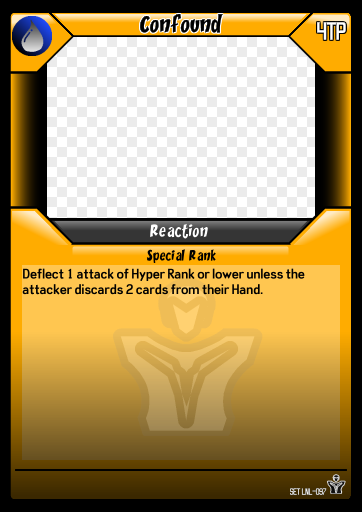 Confound
4TP
Reaction
Special Rank
Deflect 1 attack of Hyper Rank or lower unless the
attacker discards 2 cards from their Hand.
SET LNL-097